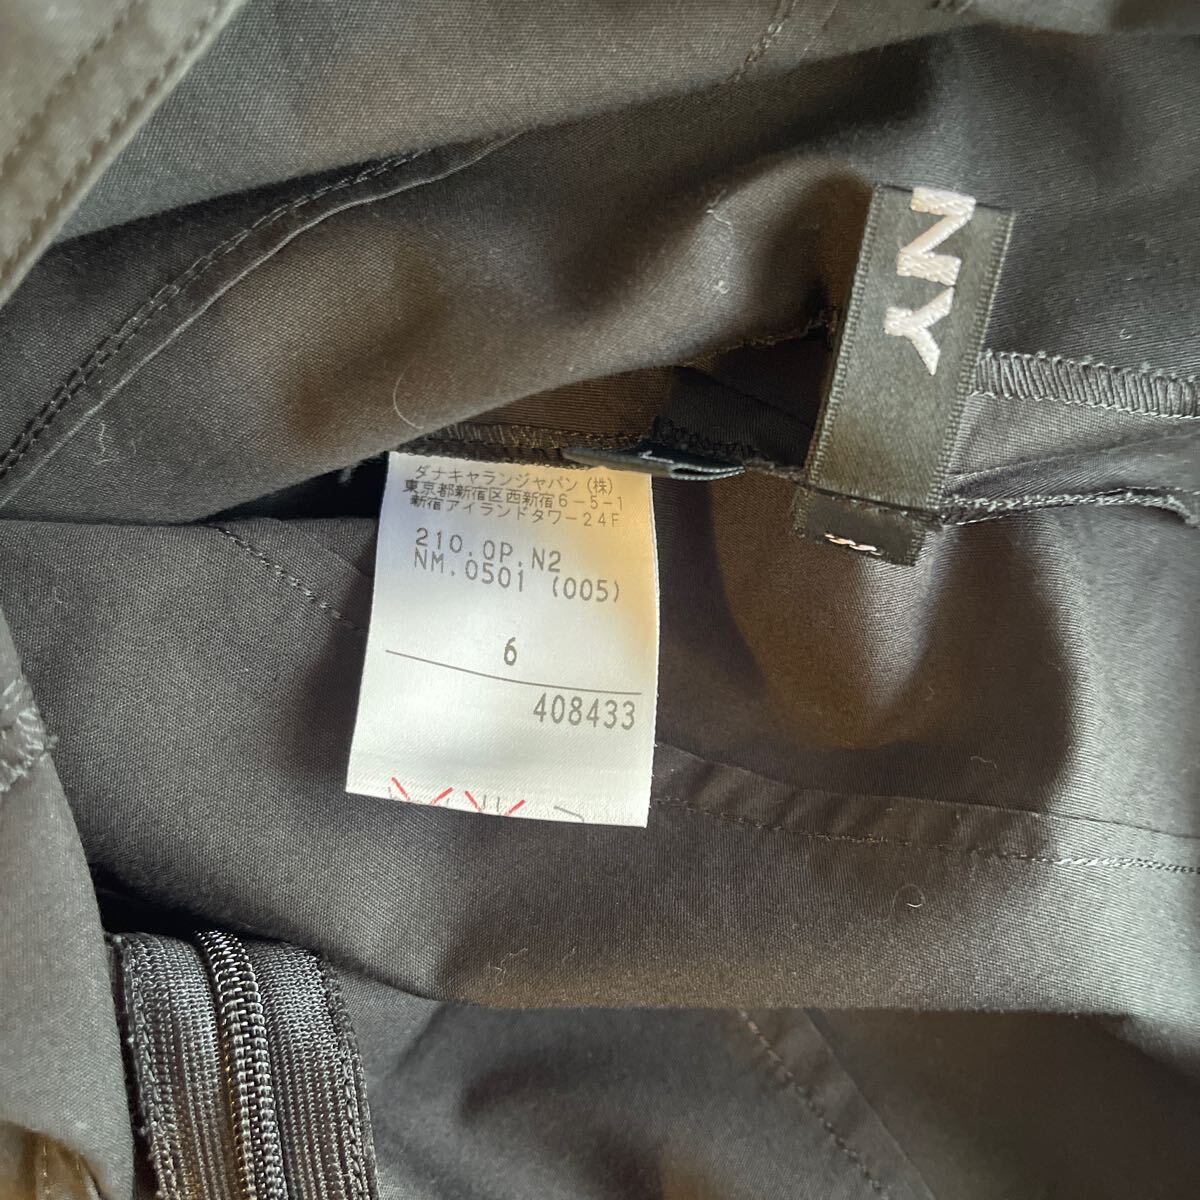 NY
ダナキャランジャパン(株)
東京都新宿区西新宿6-5-1
新宿アイランドタワー24F
210.0P.N2
NM.0501 (005)
6
408433